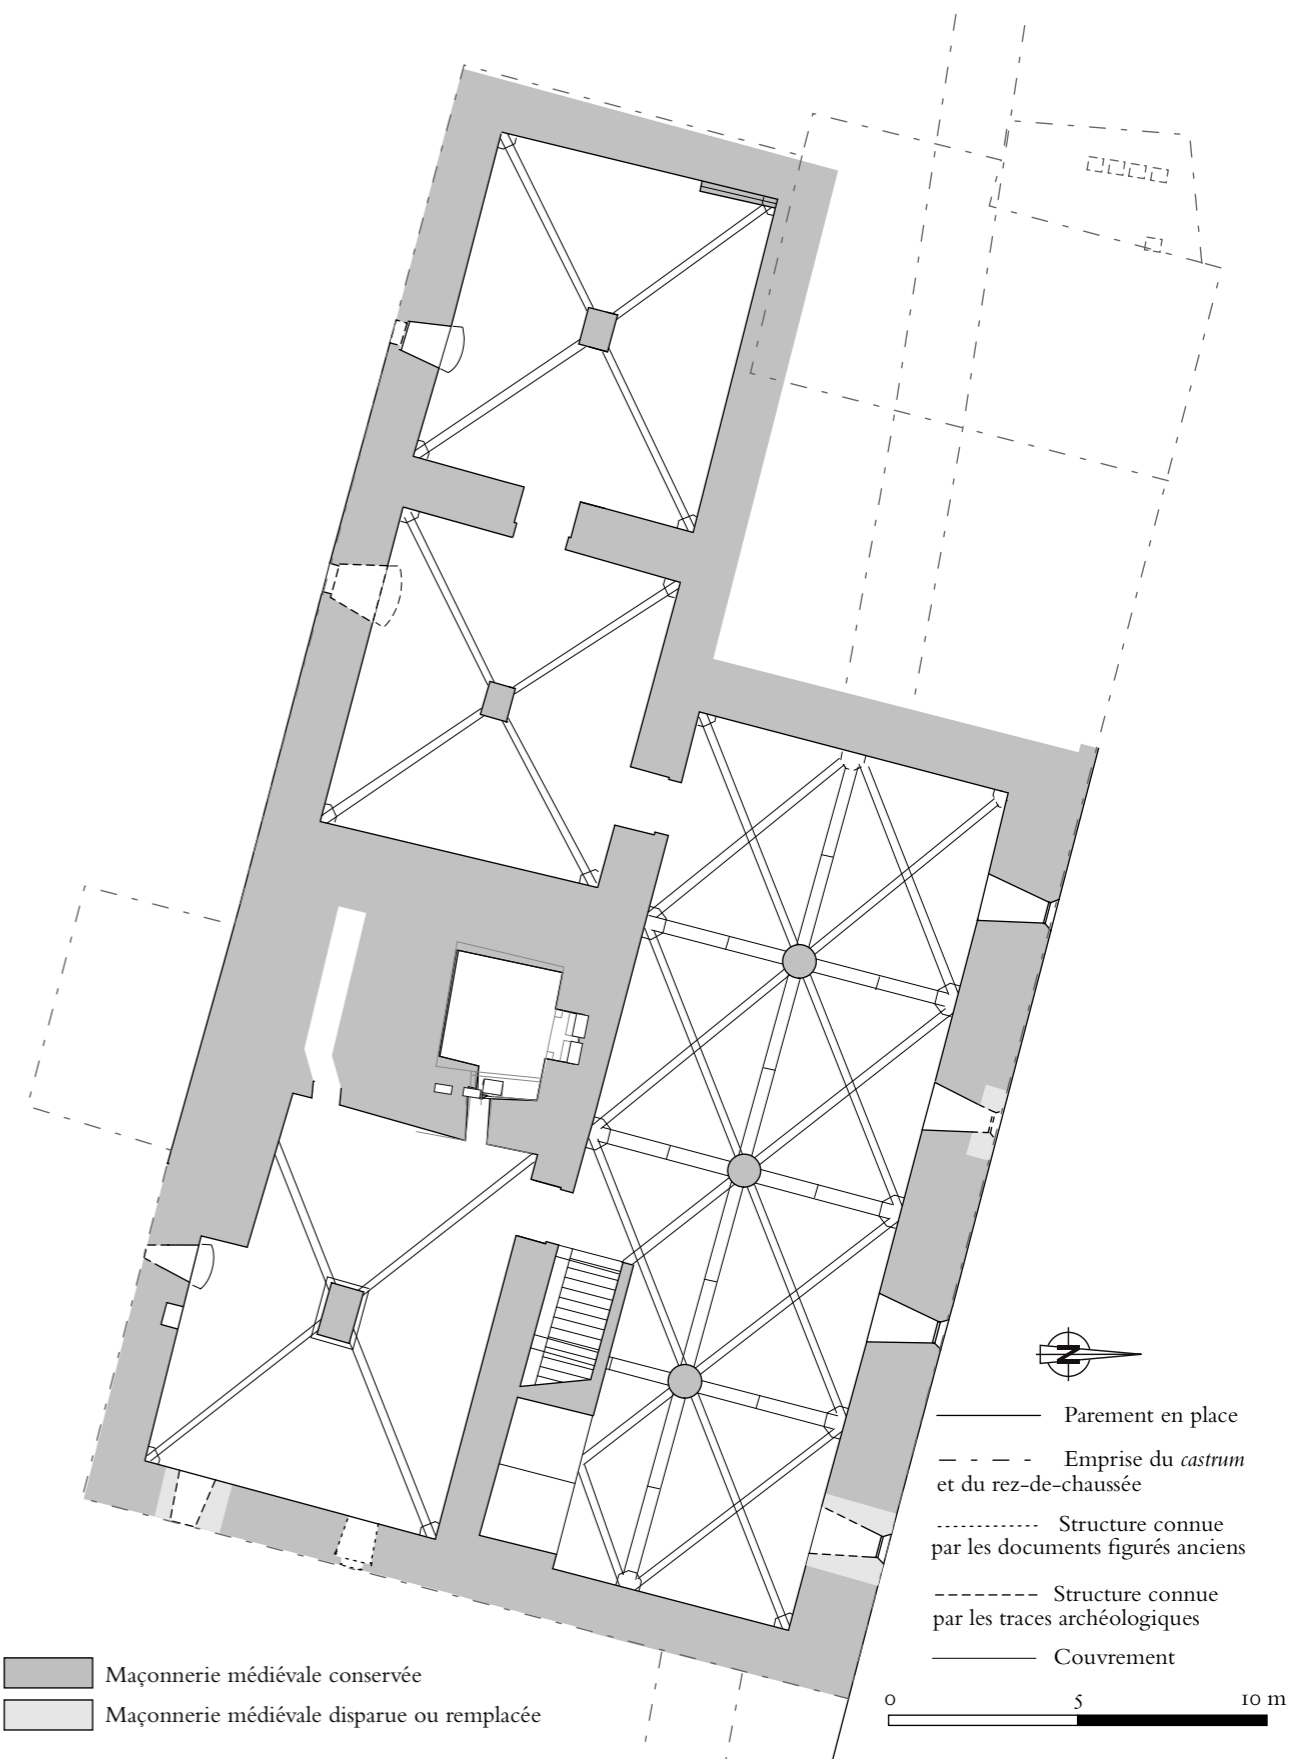 N
Parement en place
Emprise du castrum
et du rez-de-chaussée
Structure connue
par les documents figurés anciens
Structure connue
par les traces archéologiques
Couvrement
Maçonnerie médiévale conservée
Maçonnerie médiévale disparue ou remplacée
0 5 10 m